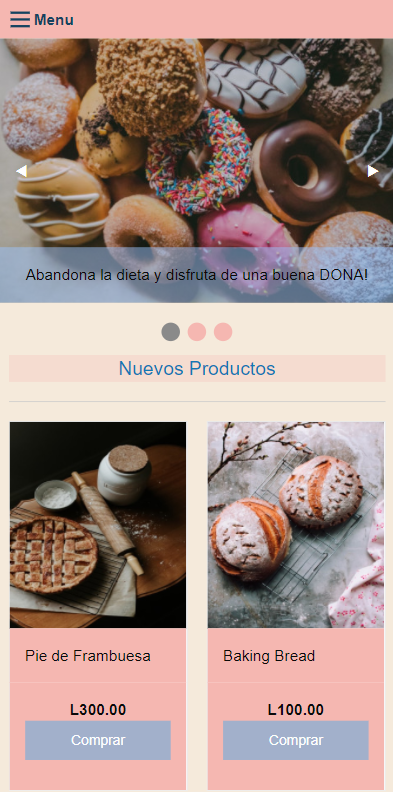 Menu
Abandona la dieta y disfruta de una buena DONA!
Nuevos Productos
Pie de Frambuesa
L300.00
Comprar
Baking Bread
L100.00
Comprar